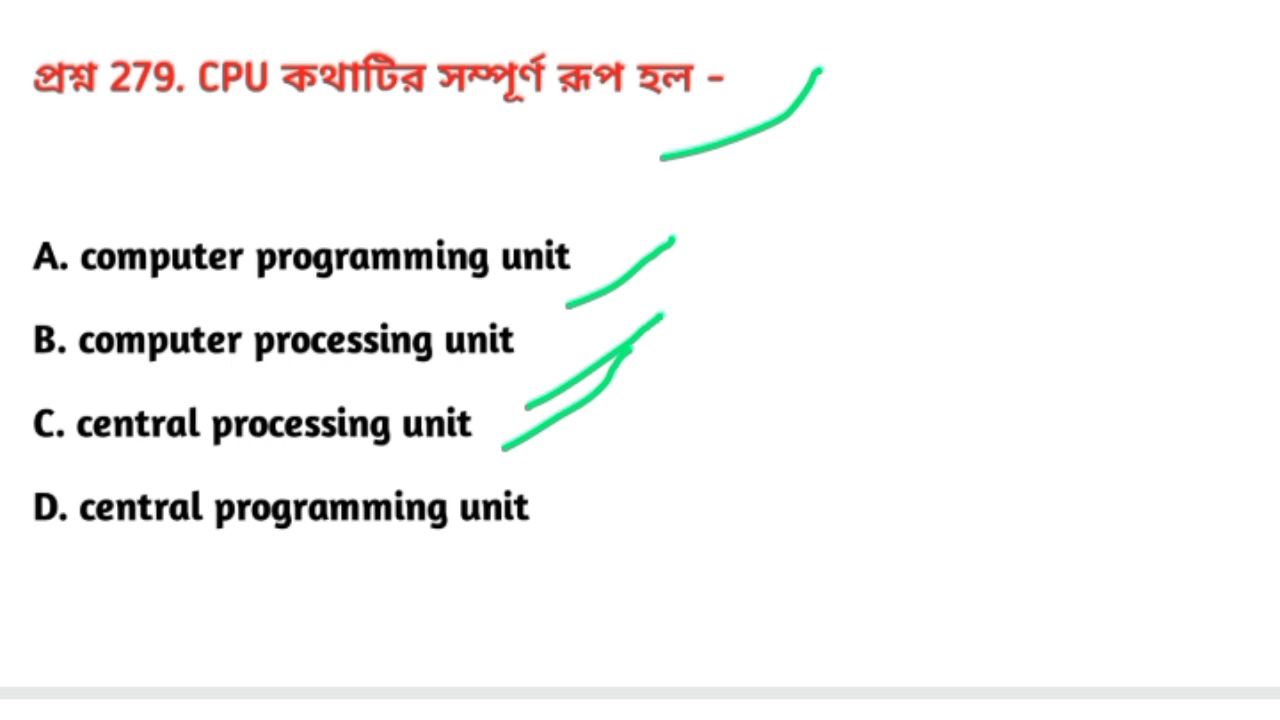 প্রশ্ন 279. CPU কথাটির সম্পূর্ণ রূপ হল -
A. computer programming unit
B. computer processing unit
C. central processing unit
D. central programming unit